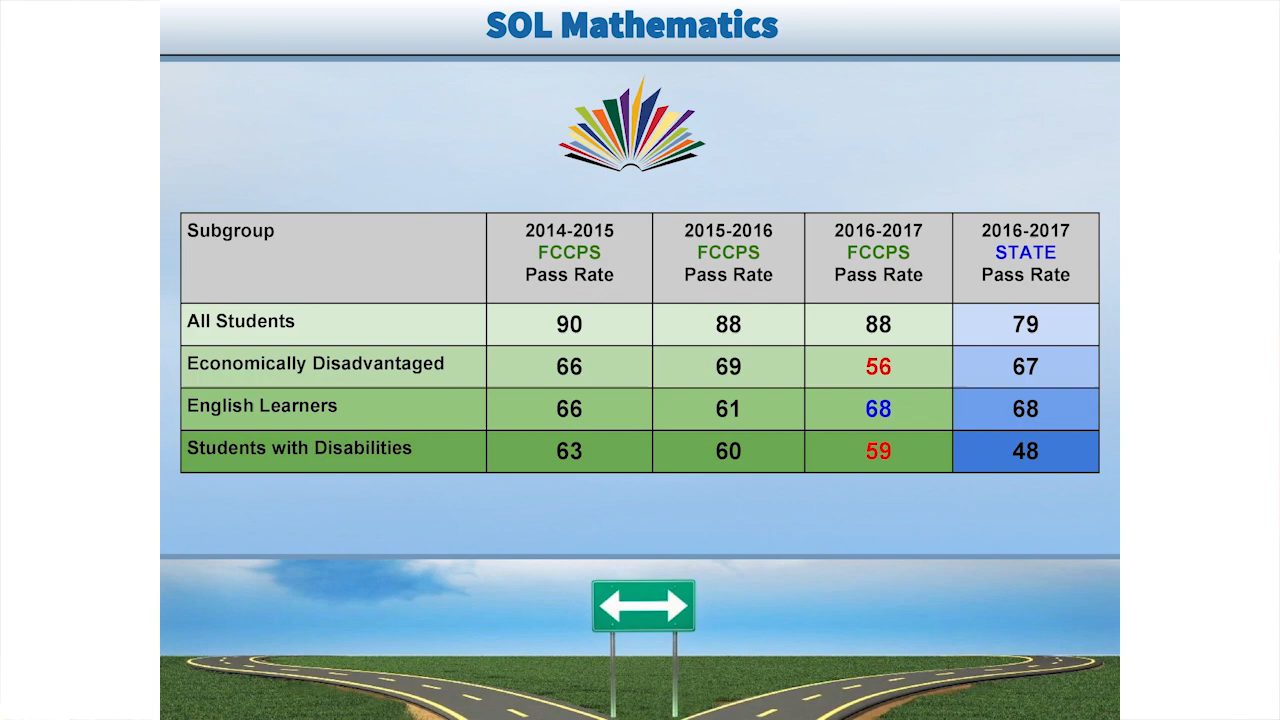 SOL Mathematics
Subgroup
2014-2015
FCCPS
Pass Rate
2015-2016
FCCPS
Pass Rate
2016-2017
FCCPS
Pass Rate
2016-2017
STATE
Pass Rate
All Students 90 88 88 79
Economically Disadvantaged 66 69 56 67
English Learners 66 61 68 68
Students with Disabilities 63 60 59 48